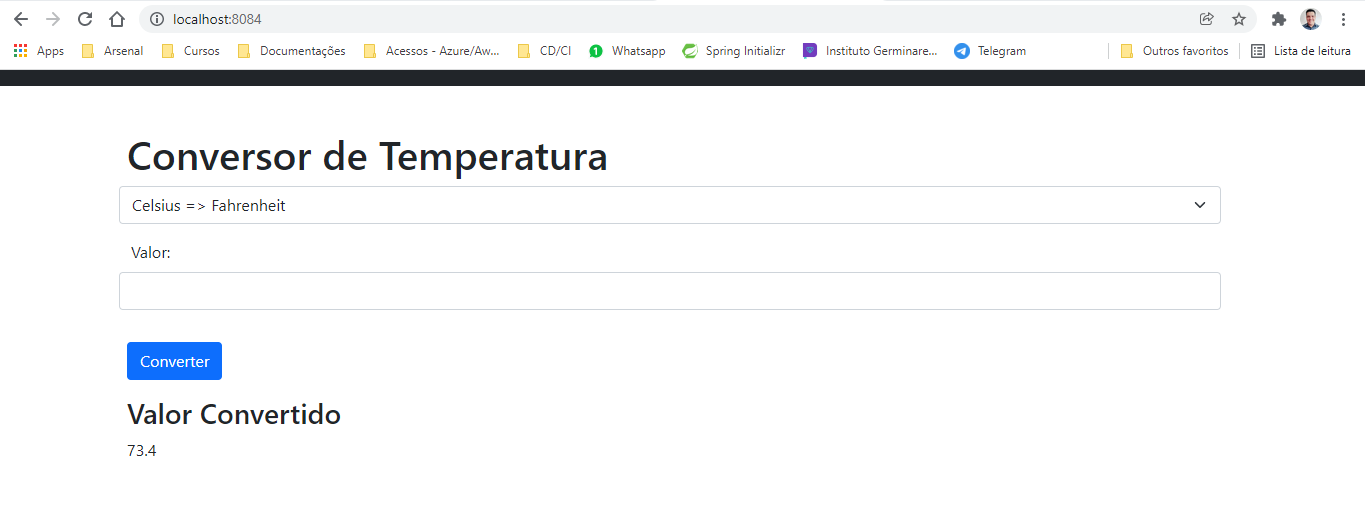 localhost:8084
Apps Arsenal Cursos Documentações Acessos - Azure/Aw... CD/CI 1 Whatsapp Spring Initializr Instituto Germinare... Telegram Outros favoritos Lista de leitura
Conversor de Temperatura
Celsius => Fahrenheit
Valor:
Converter
Valor Convertido
73.4